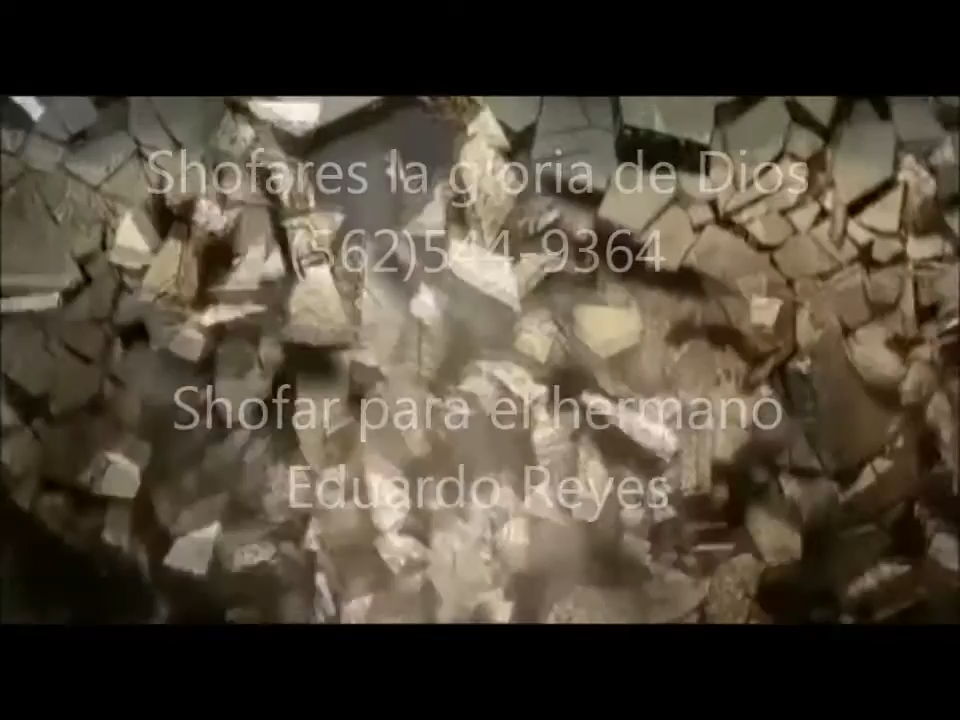 Shofares la gloria de Dios
(562)544-9364
Shofar para el hermano
Eduardo Reyes